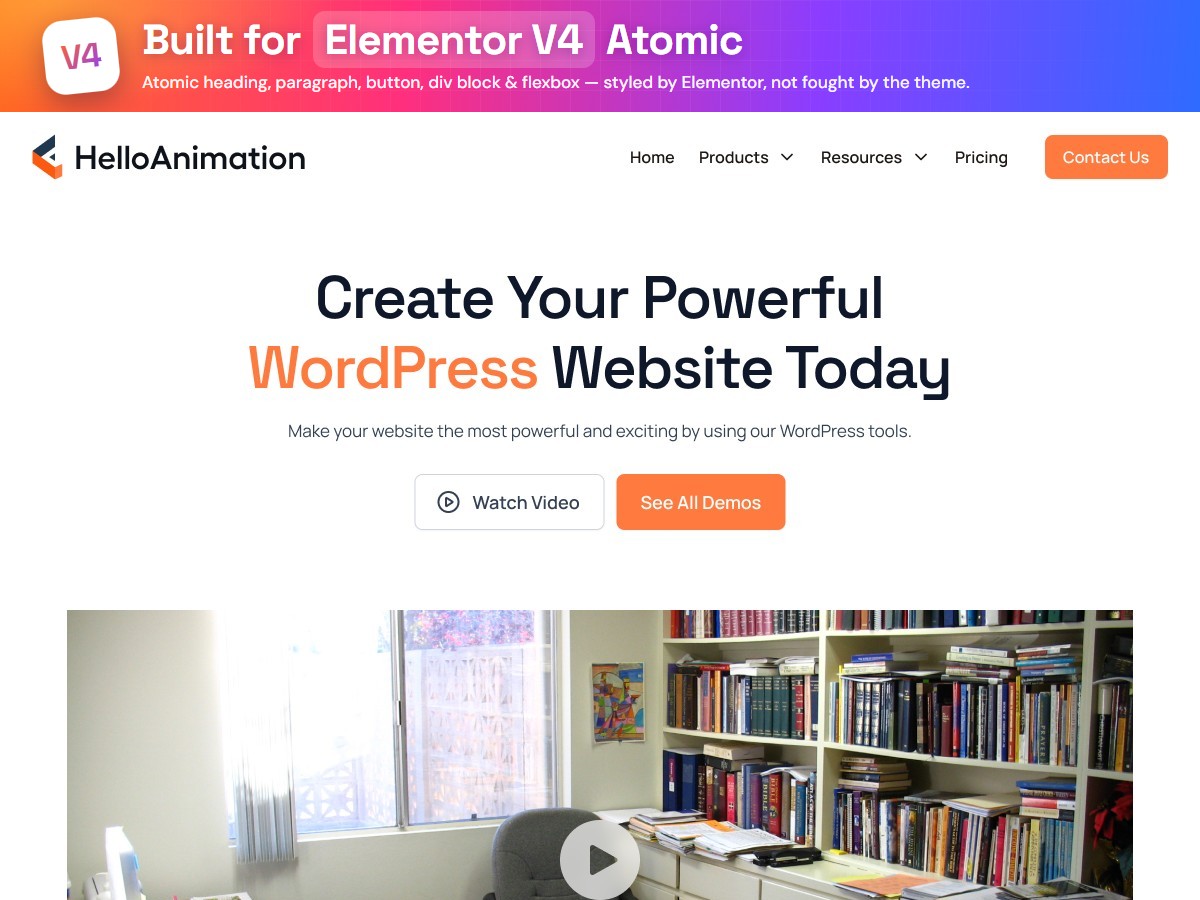 V4
Built for Elementor V4 Atomic
Atomic heading, paragraph, button, div block & flexbox — styled by Elementor, not fought by the theme.
HelloAnimation
Home Products Resources Pricing Contact Us
Create Your Powerful
WordPress Website Today
Make your website the most powerful and exciting by using our WordPress tools.
Watch Video See All Demos